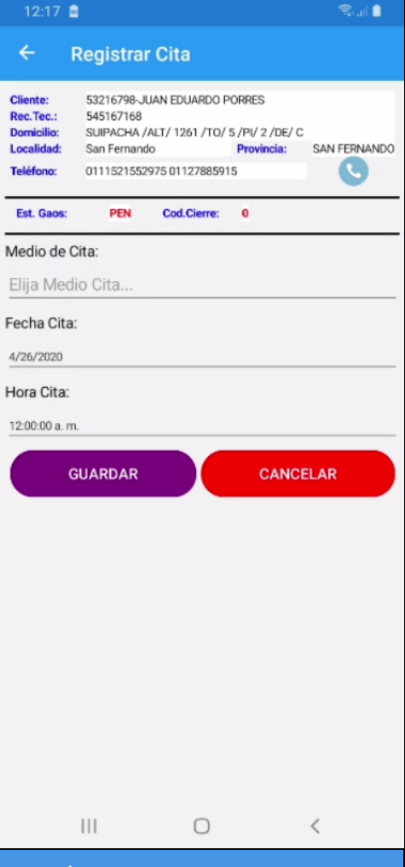 12:17
Registrar Cita
Cliente: 53216798-JUAN EDUARDO PORRES
Rec.Tec.: 545167168
Domicilio: SUIPACHA /ALT/ 1261 /TO/ 5 /PI/ 2 /DE/ C
Localidad: San Fernando Provincia: SAN FERNANDO
Teléfono: 0111521552975 01127885915
Est. Gaos: PEN Cod.Cierre: 0
Medio de Cita:
Elija Medio Cita...
Fecha Cita:
4/26/2020
Hora Cita:
12:00:00 a. m.
GUARDAR CANCELAR